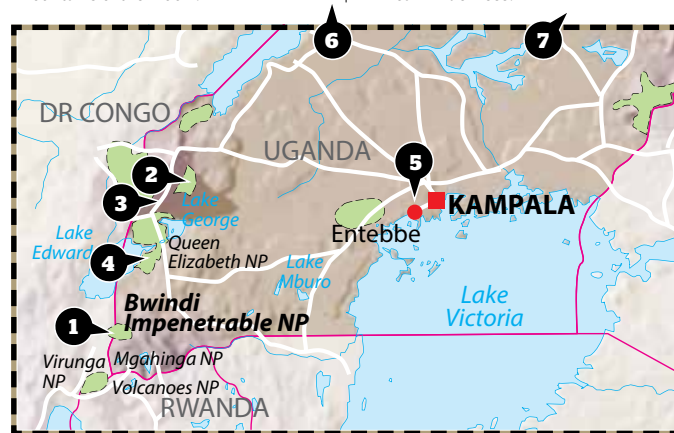 6
7
DR CONGO
UGANDA
5
2
KAMPALA
3
Lake
George
Entebbe
Lake
Edward
Queen
Elizabeth NP
4
Lake
Mburo
Bwindi
Impenetrable NP
Lake
Victoria
1
Virunga
NP
Mgahinga NP
Volcanoes NP
RWANDA